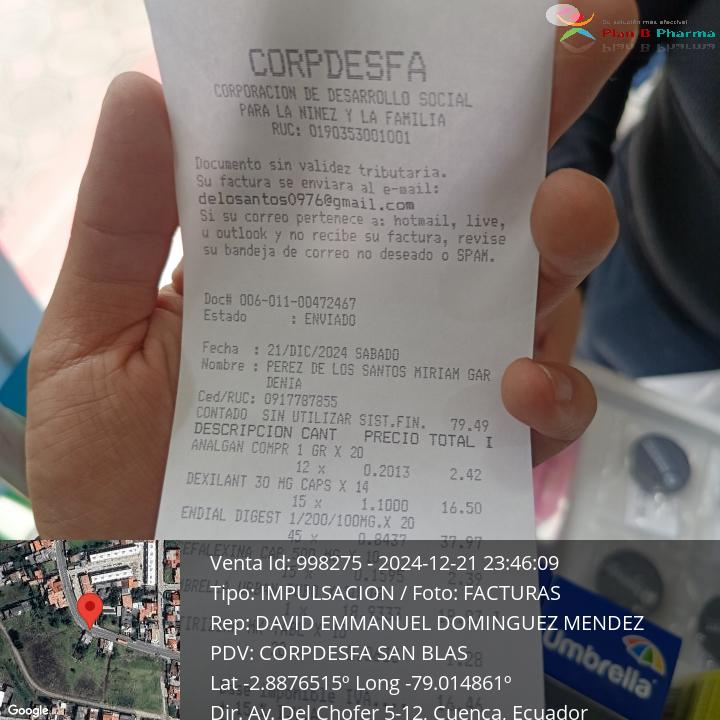 Su solución más efectiva!
Plan B Pharma
CORPDESFA
CORPORACION DE DESARROLLO SOCIAL
PARA LA NINEZ Y LA FAMILIA
RUC: 0190353001001
Documento sin validez tributaria.
Su factura se enviara al e-mail:
delosantos0976@gmail.com
Si su correo pertenece a: hotmail, live,
u outlook y no recibe su factura, revise
su bandeja de correo no deseado o SPAM.
Doc# 006-011-00472467
Estado : ENVIADO
Fecha : 21/DIC/2024 SABADO
Nombre : PEREZ DE LOS SANTOS MIRIAM GAR
DENIA
Ced/RUC: 0917787855
CONTADO SIN UTILIZAR SIST.FIN. 79.49
DESCRIPCION CANT PRECIO TOTAL I
ANALGAN COMPR 1 GR X 20
12 x 0.2013 2.42
DEXILANT 30 MG CAPS X 14
15 x 1.1000 16.50
ENDIAL DIGEST 1/200/100MG.X 20
45 x 0.8437 37.97
Venta Id: 998275 - 2024-12-21 23:46:09
Tipo: IMPULSACION / Foto: FACTURAS
Rep: DAVID EMMANUEL DOMINGUEZ MENDEZ
PDV: CORPDESFA SAN BLAS
Lat -2.8876515º Long -79.014861º
Dir. Av. Del Chofer 5-12, Cuenca, Ecuador
Umbrella
Google